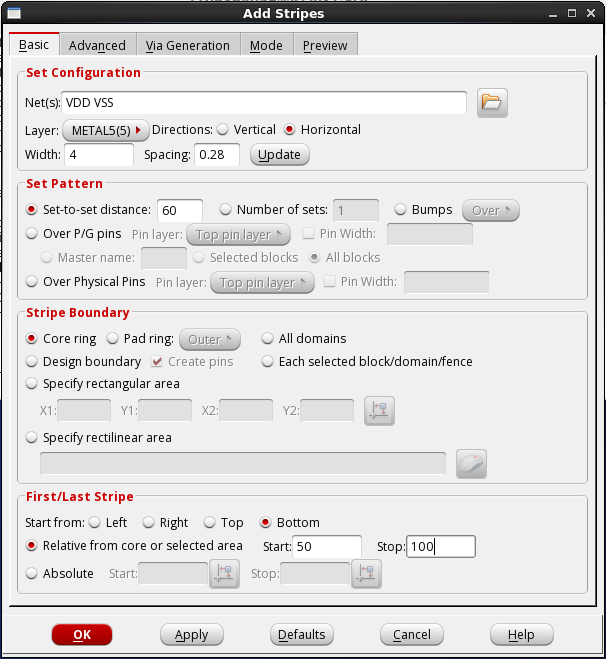 Add Stripes
Basic Advanced Via Generation Mode Preview
Set Configuration
Net(s): VDD VSS
Layer: METAL5(5) Directions: Vertical Horizontal
Width: 4 Spacing: 0.28 Update
Set Pattern
Set-to-set distance: 60 Number of sets: 1 Bumps Over
Over P/G pins Pin layer: Top pin layer Pin Width:
Master name: Selected blocks All blocks
Over Physical Pins Pin layer: Top pin layer Pin Width:
Stripe Boundary
Core ring Pad ring: Outer All domains
Design boundary Create pins Each selected block/domain/fence
Specify rectangular area
X1: Y1: X2: Y2:
Specify rectilinear area
First/Last Stripe
Start from: Left Right Top Bottom
Relative from core or selected area Start: 50 Stop: 100
Absolute Start: Stop:
OK Apply Defaults Cancel Help